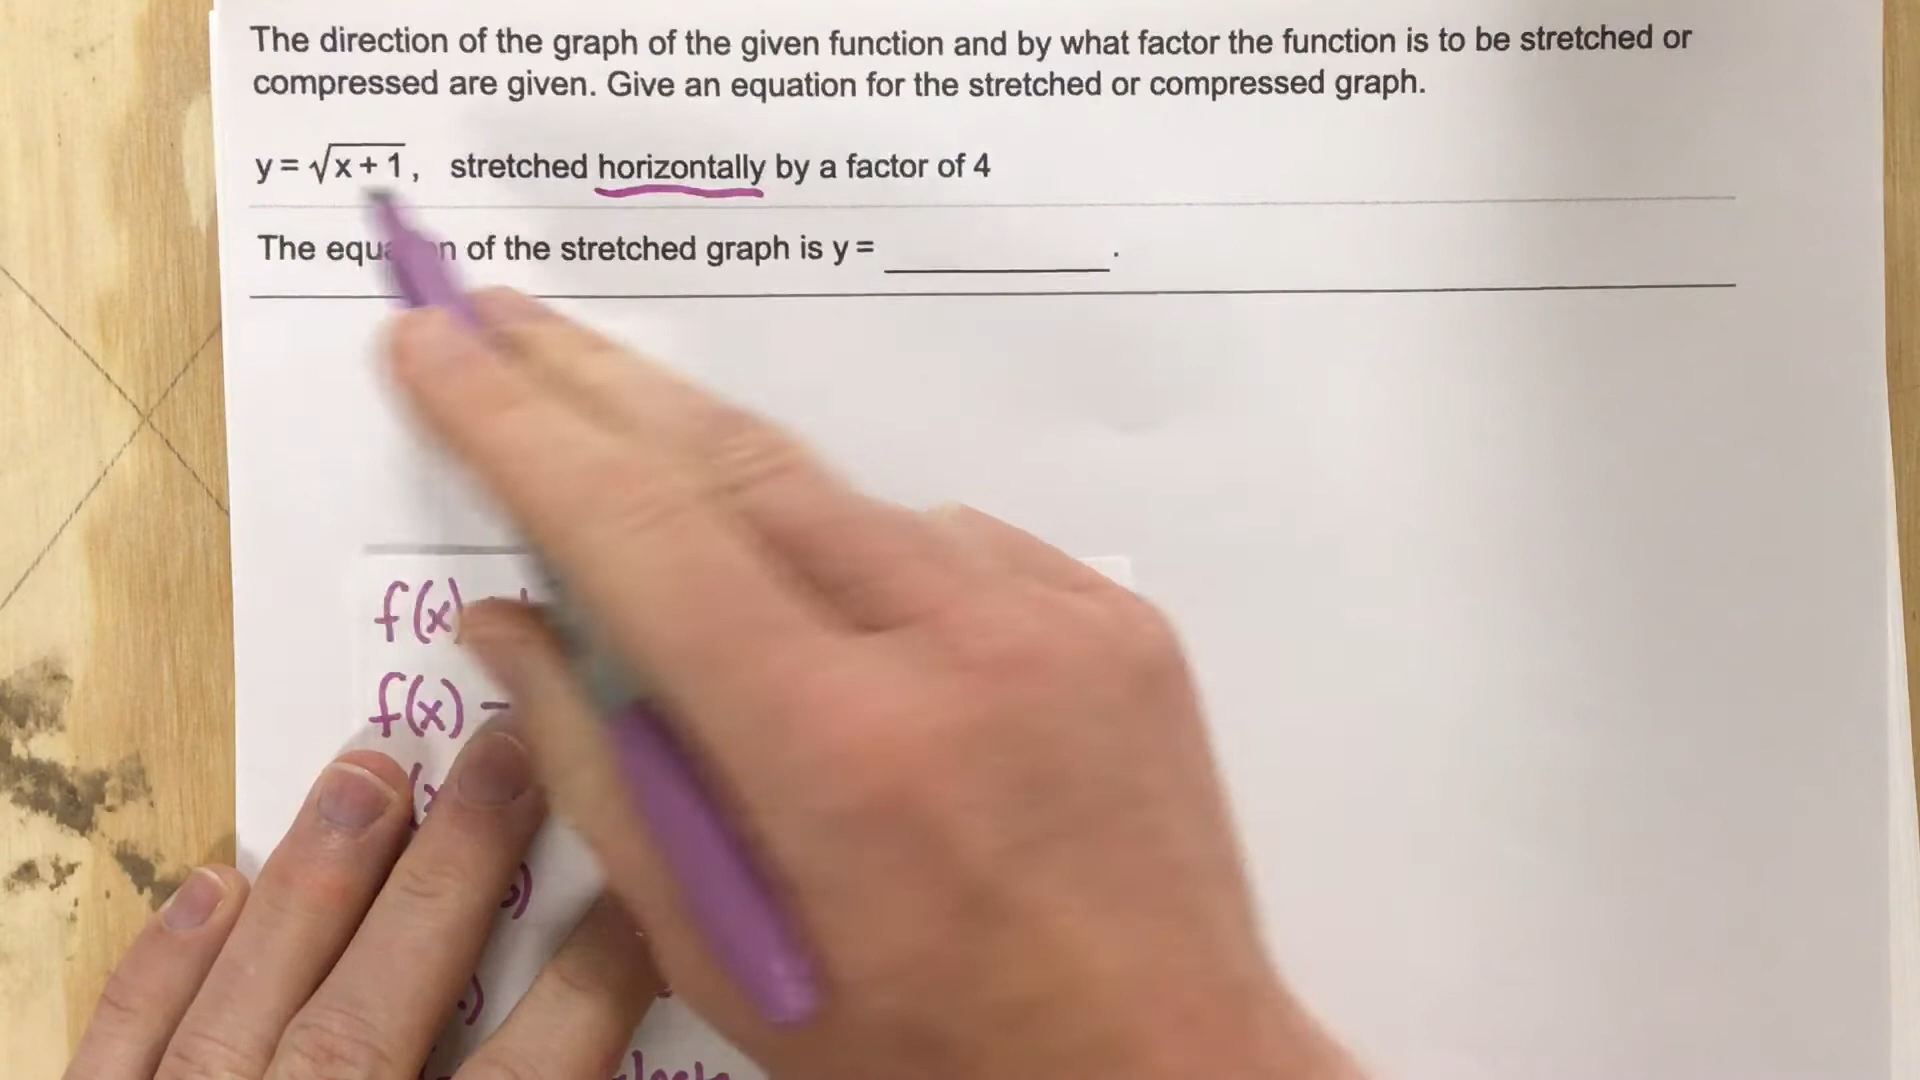 The direction of the graph of the given function and by what factor the function is to be stretched or
compressed are given. Give an equation for the stretched or compressed graph.
y = √x + 1, stretched horizontally by a factor of 4
The of the stretched graph is y = ____________.
f(x)
f(x) -